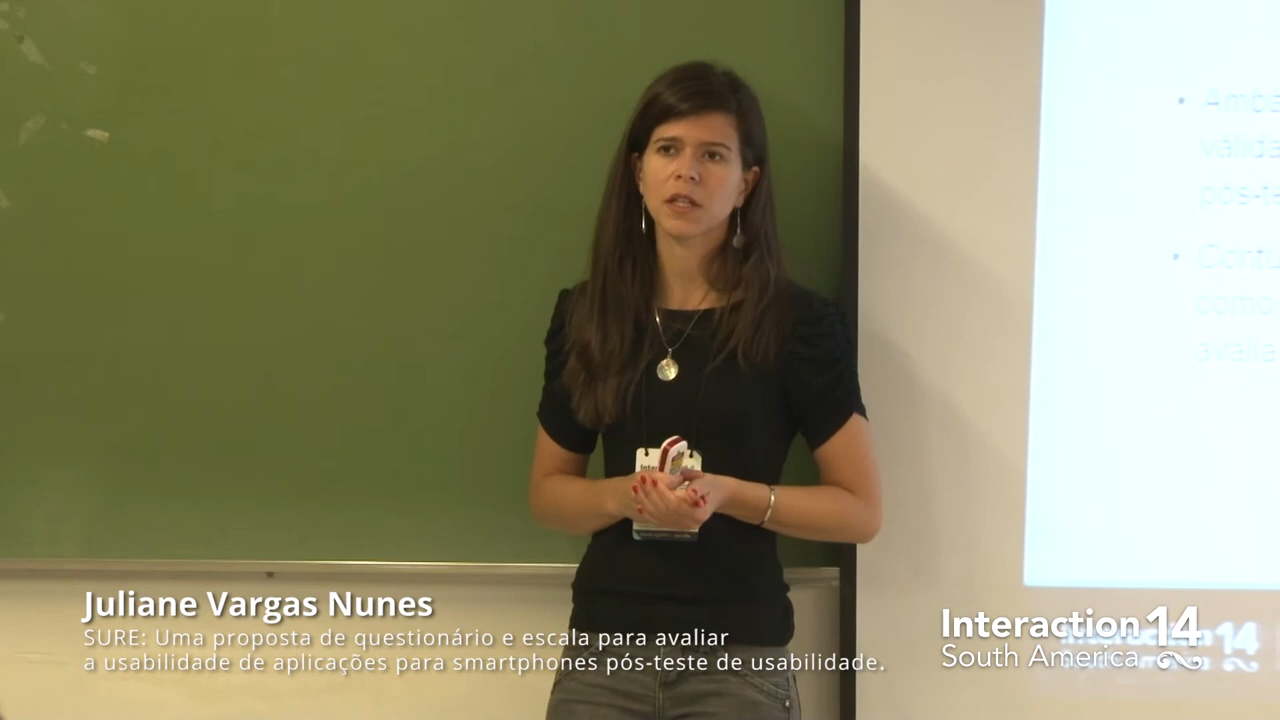 Juliane Vargas Nunes
SURE: Uma proposta de questionário e escala para avaliar
a usabilidade de aplicações para smartphones pós-teste de usabilidade.
Interaction 14
South America